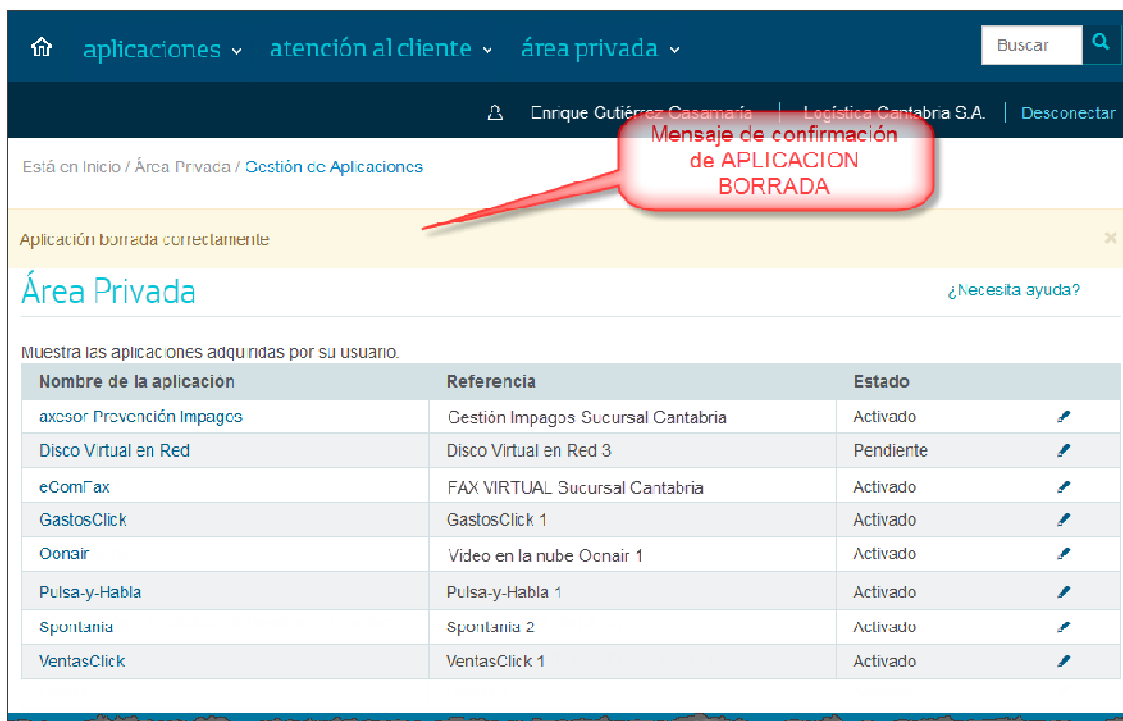 aplicaciones atención al cliente área privada Buscar
Enrique Gutiérrez Casamaría Logística Cantabria S.A. Desconectar
Mensaje de confirmación
de APLICACION
BORRADA
Está en Inicio / Área Privada / Gestión de Aplicaciones
Aplicación borrada correctamente ×
Área Privada ¿Necesita ayuda?
Muestra las aplicaciones adquiridas por su usuario.
Nombre de la aplicación Referencia Estado
axesor Prevención Impagos Gestión Impagos Sucursal Cantabria Activado
Disco Virtual en Red Disco Virtual en Red 3 Pendiente
eComFax FAX VIRTUAL Sucursal Cantabria Activado
GastosClick GastosClick 1 Activado
Oonair Video en la nube Oonair 1 Activado
Pulsa-y-Habla Pulsa-y-Habla 1 Activado
Spontania Spontania 2 Activado
VentasClick VentasClick 1 Activado